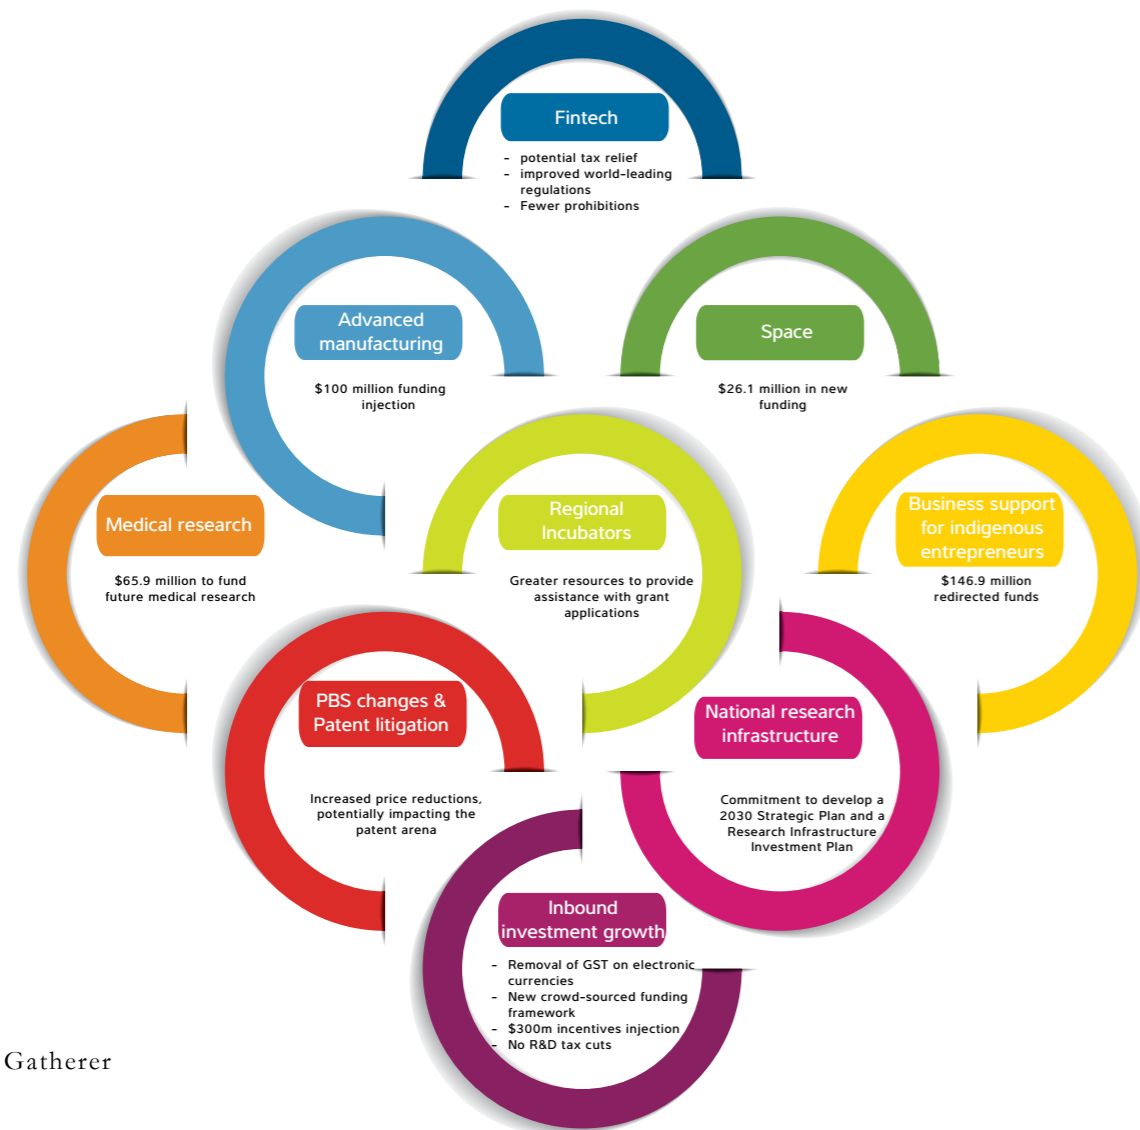 Fintech
- potential tax relief
- improved world-leading
regulations
- Fewer prohibitions
Advanced
manufacturing
$100 million funding
injection
Space
$26.1 million in new
funding
Medical research
$65.9 million to fund
future medical research
Regional
Incubators
Greater resources to provide
assistance with grant
applications
Business support
for indigenous
entrepreneurs
$146.9 million
redirected funds
PBS changes &
Patent litigation
Increased price reductions,
potentially impacting the
patent arena
National research
infrastructure
Commitment to develop a
2030 Strategic Plan and a
Research Infrastructure
Investment Plan
Inbound
investment growth
- Removal of GST on electronic
currencies
- New crowd-sourced funding
framework
- $300m incentives injection
- No R&D tax cuts
Gatherer